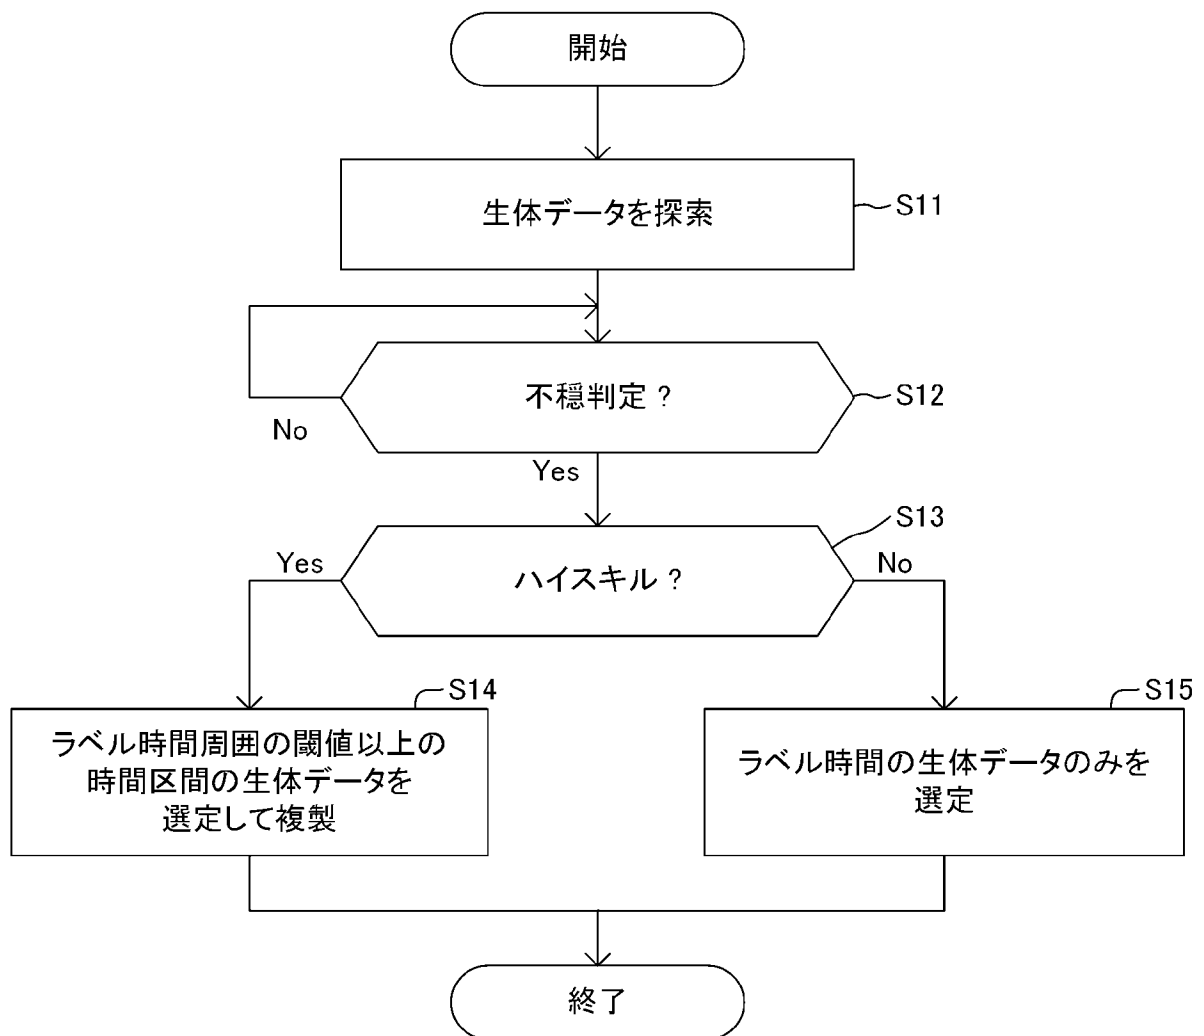 開始
生体データを探索
S11
不穏判定?
S12
No
Yes
S13
Yes
ハイスキル?
No
S14
S15
ラベル時間周囲の閾値以上の
時間区間の生体データを
選定して複製
ラベル時間の生体データのみを
選定
終了